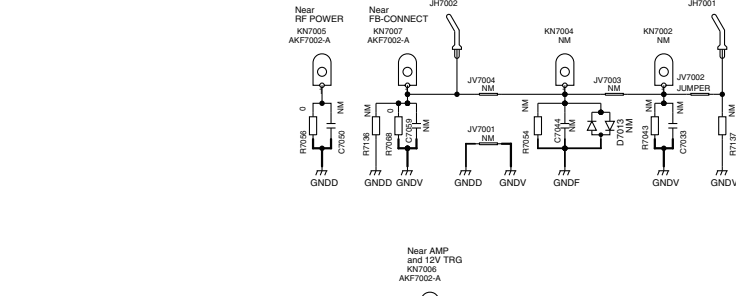 JH7002
JH7001
Near
RF POWER
KN7005
AKF7002-A
Near
FB-CONNECT
KN7007
AKF7002-A
KN7004
NM
KN7002
NM
JV7004
NM
JV7003
NM
JV7002
JUMPER
0
R7056
NM
C7050
NM
R7136
0
R7068
C7059
NM
JV7001
NM
NM
R7054
C7044
NM
D7013
NM
NM
R7043
NM
C7033
NM
R7137
GNDD
GNDD
GNDV
GNDD
GNDV
GNDF
GNDV
GNDV
Near AMP
and 12V TRG
KN7006
AKF7002-A